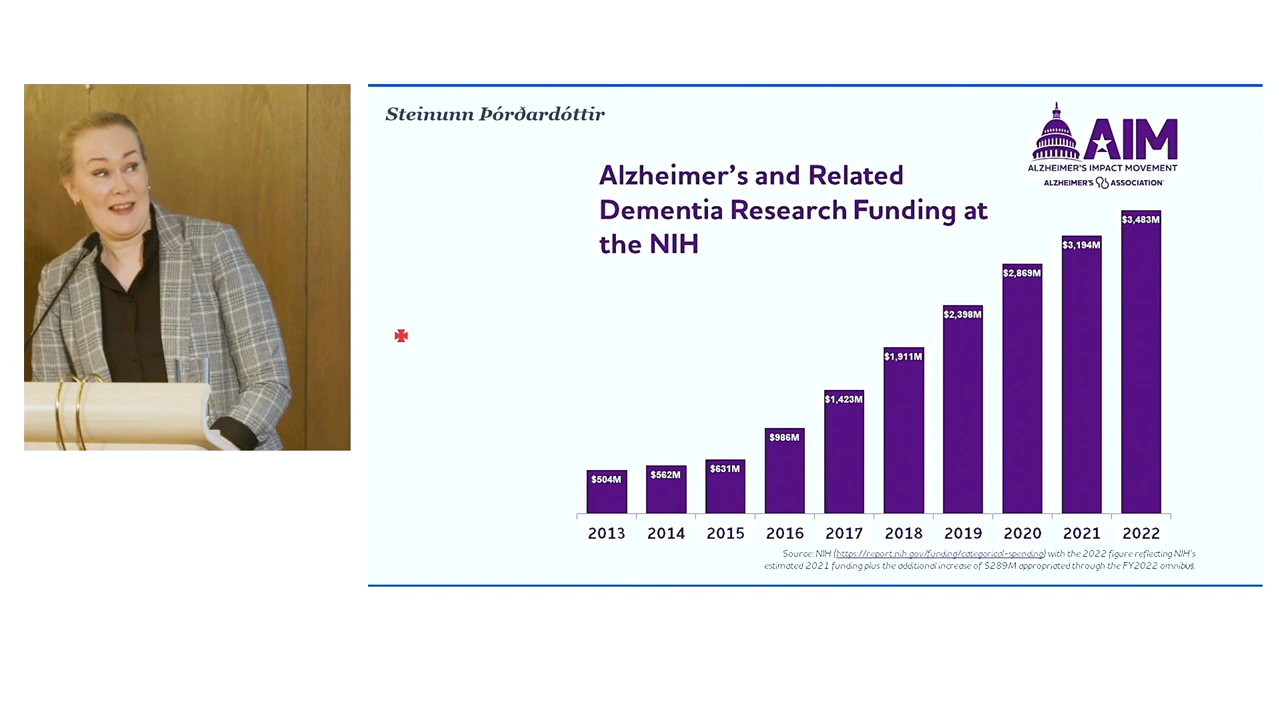 Steinunn Þórðardóttir
AIM
ALZHEIMER'S IMPACT MOVEMENT
ALZHEIMER'S ASSOCIATION
Alzheimer's and Related
Dementia Research Funding at
the NIH
$504M
$562M
$631M
$986M
$1,423M
$1,911M
$2,398M
$2,869M
$3,194M
$3,483M
2013 2014 2015 2016 2017 2018 2019 2020 2021 2022
Source: NIH (https://report.nih.gov/funding/categorical-spending) with the 2022 figure reflecting NIH's
estimated 2021 funding plus the additional increase of $289M appropriated through the FY2022 omnibus.